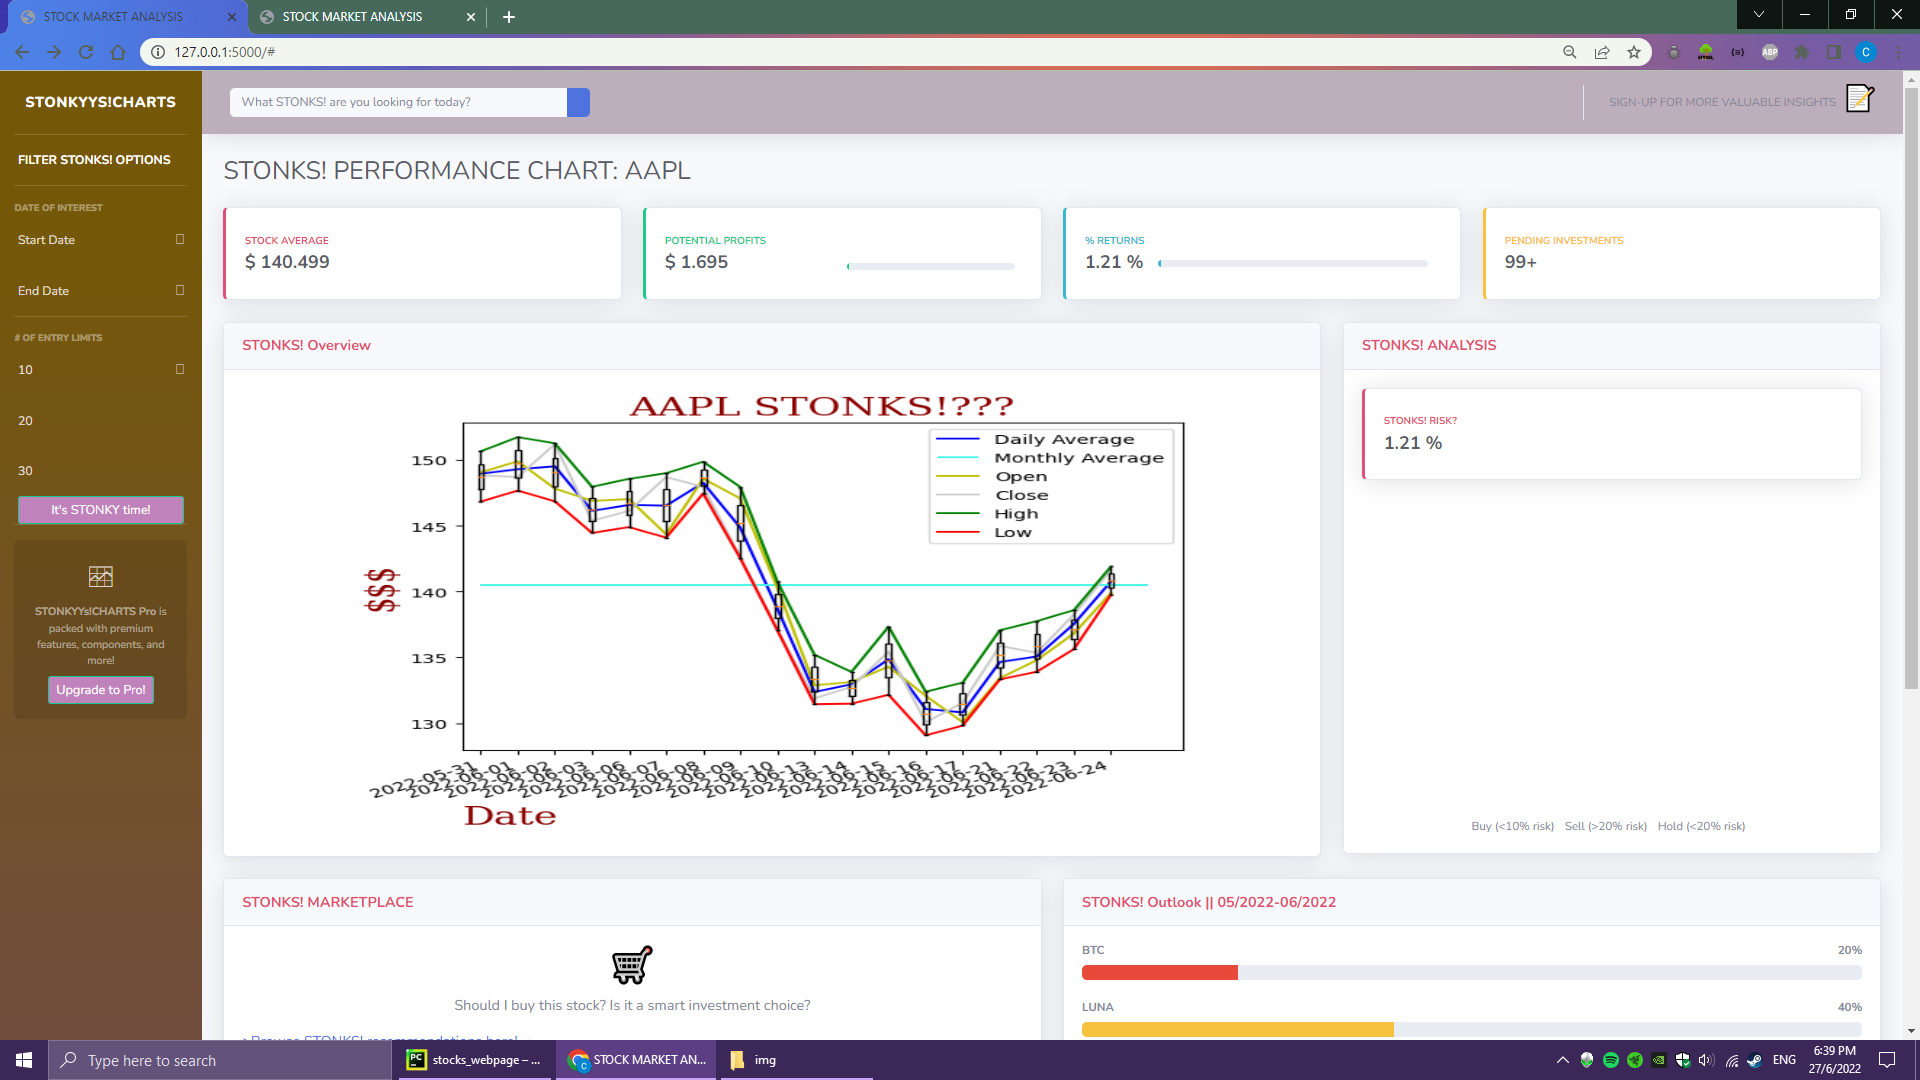 STOCK MARKET ANALYSIS
STOCK MARKET ANALYSIS
127.0.0.1:5000/#
ABP
C
STONKYYS!CHARTS
FILTER STONKS! OPTIONS
DATE OF INTEREST
Start Date
End Date
# OF ENTRY LIMITS
10
20
30
It's STONKY time!
STONKYYs!CHARTS Pro is
packed with premium
features, components, and
more!
Upgrade to Pro!
What STONKS! are you looking for today?
SIGN-UP FOR MORE VALUABLE INSIGHTS
STONKS! PERFORMANCE CHART: AAPL
STOCK AVERAGE
$ 140.499
POTENTIAL PROFITS
$ 1.695
% RETURNS
1.21 %
PENDING INVESTMENTS
99+
STONKS! Overview
AAPL STONKS!???
Daily Average
Monthly Average
Open
Close
High
Low
150
145
140
135
130
$$$
2022-05-31
2022-06-01
2022-06-02
2022-06-03
2022-06-06
2022-06-07
2022-06-08
2022-06-09
2022-06-10
2022-06-13
2022-06-14
2022-06-15
2022-06-16
2022-06-17
2022-06-21
2022-06-22
2022-06-23
2022-06-24
Date
STONKS! ANALYSIS
STONKS! RISK?
1.21 %
Buy (<10% risk) Sell (>20% risk) Hold (<20% risk)
STONKS! MARKETPLACE
Should I buy this stock? Is it a smart investment choice?
Browse STONKS! recommendations here!
STONKS! Outlook || 05/2022-06/2022
BTC 20%
LUNA 40%
Type here to search
PC
stocks_webpage – ...
STOCK MARKET AN...
img
ENG
6:39 PM
27/6/2022